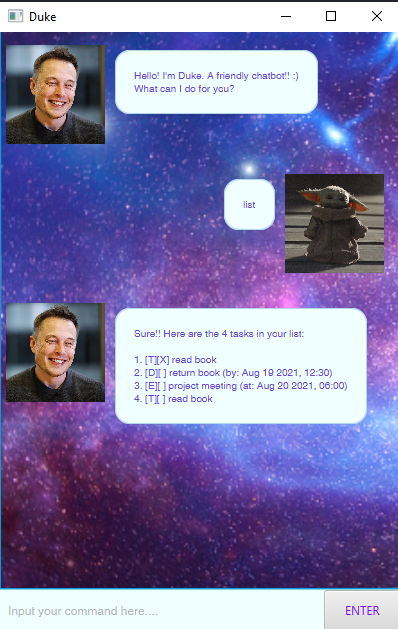 Duke
Hello! I'm Duke. A friendly chatbot!! :)
What can I do for you?
list
Sure!! Here are the 4 tasks in your list:
1. [T][X] read book
2. [D][ ] return book (by: Aug 19 2021, 12:30)
3. [E][ ] project meeting (at: Aug 20 2021, 06:00)
4. [T][ ] read book
Input your command here....
ENTER